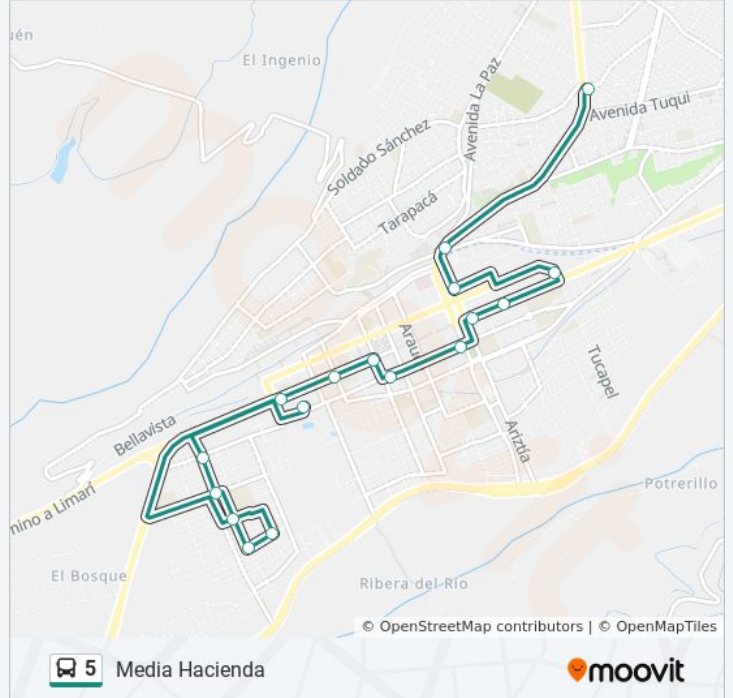 uén
El Ingenio
Avenida La Paz
Avenida Tuqui
Soldado Sánchez
Tarapacá
Arau
Tucapel
Bellavista
Ariztía
mino a Limarí
Potrerillo
El Bosque
Ribera del Río
© OpenStreetMap contributors | © OpenMapTiles
5 Media Hacienda
moovit